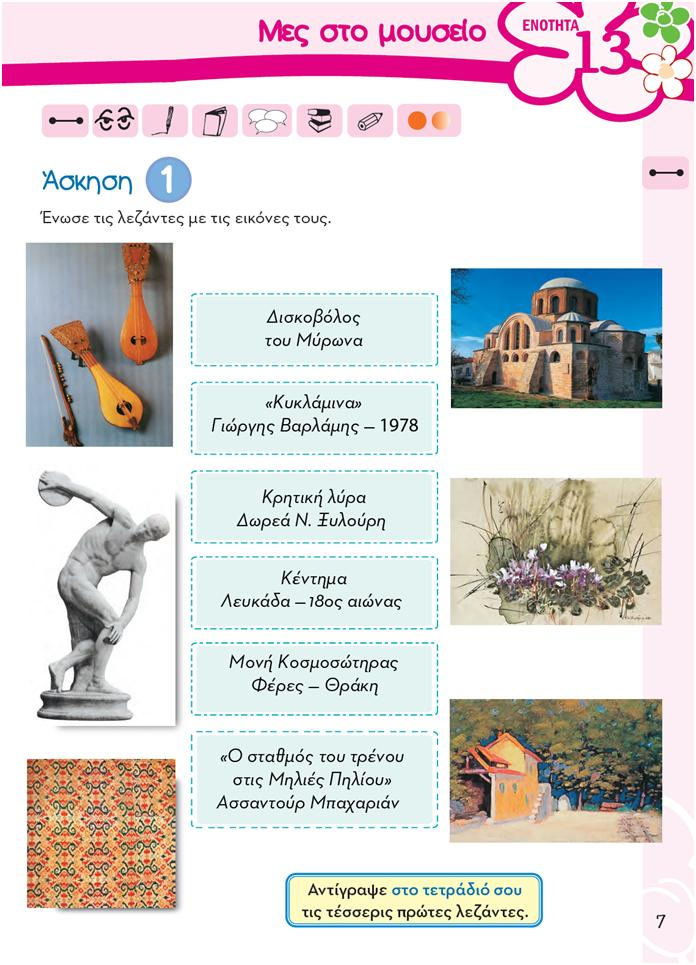 Μες στο μουσείο
ΕΝΟΤΗΤΑ
13
Άσκηση 1
Ένωσε τις λεζάντες με τις εικόνες τους.
Δισκοβόλος
του Μύρωνα
«Κυκλάμινα»
Γιώργης Βαρλάμης – 1978
Κρητική λύρα
Δωρεά Ν. Ξυλούρη
Κέντημα
Λευκάδα – 18ος αιώνας
Μονή Κοσμοσώτηρας
Φέρες – Θράκη
«Ο σταθμός του τρένου
στις Μηλιές Πηλίου»
Ασσαντούρ Μπαχαριάν
Αντίγραψε στο τετράδιό σου
τις τέσσερις πρώτες λεζάντες.
7